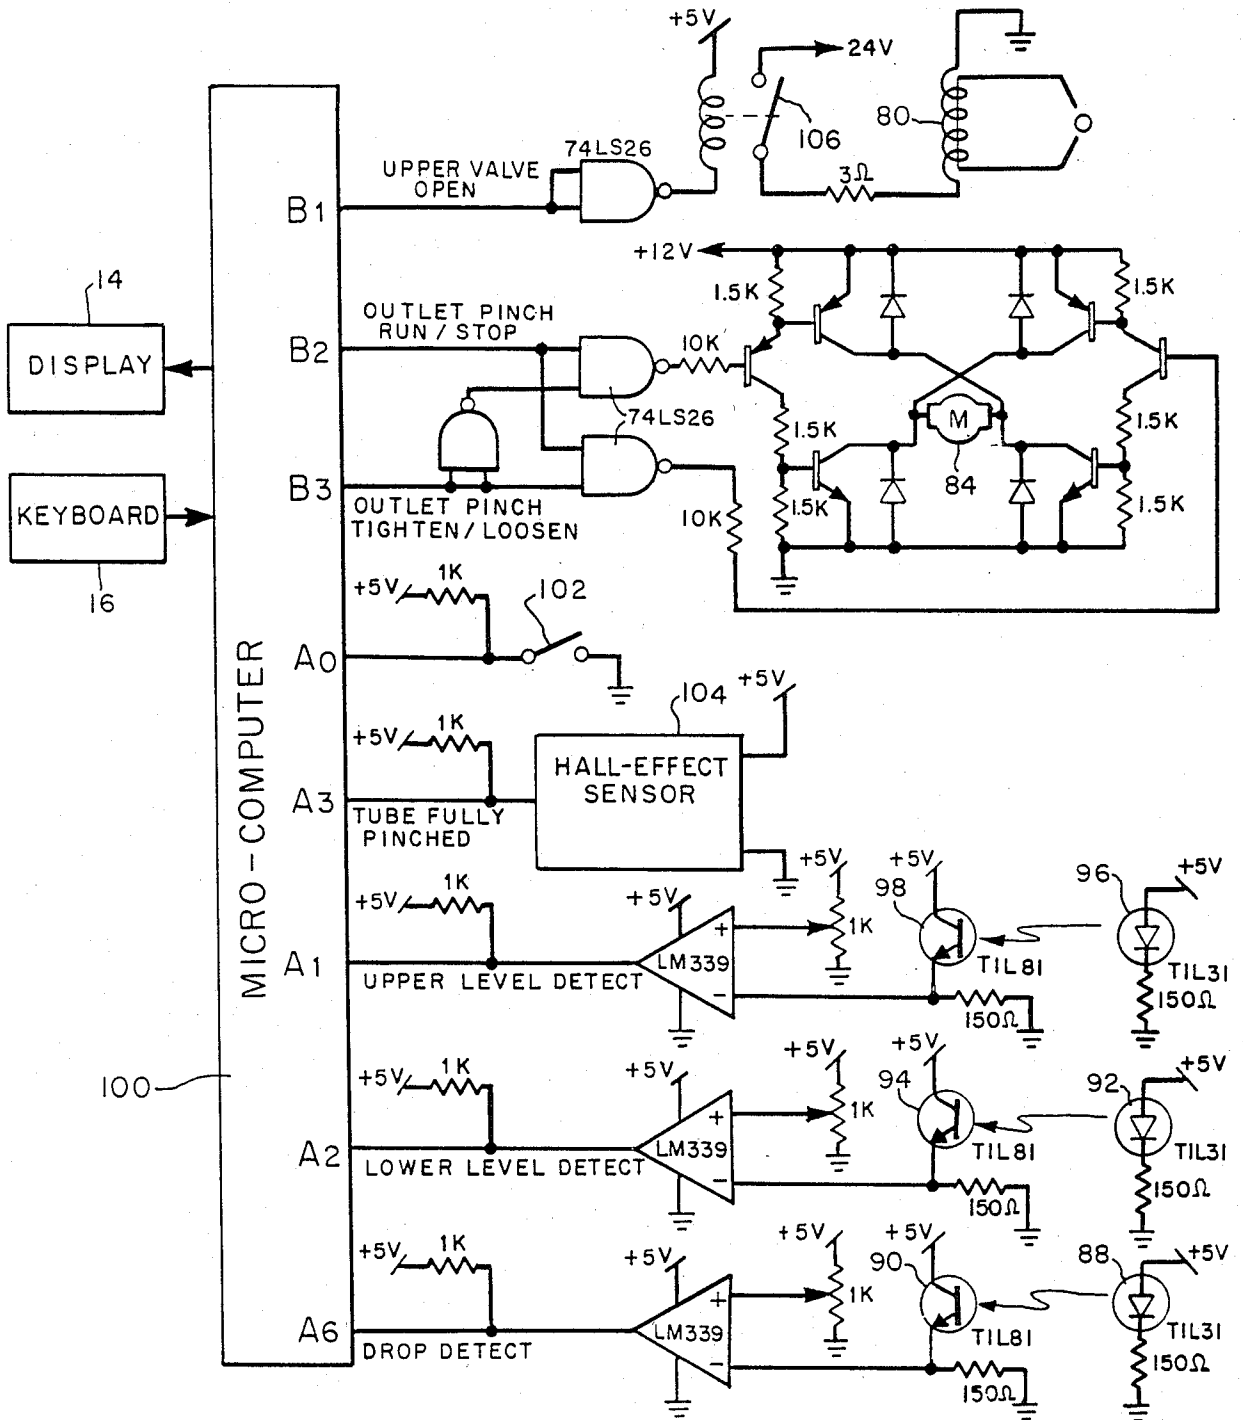 +5V
24V
106
80
3Ω
74LS26
UPPER VALVE
OPEN
B1
+12V
1.5K
1.5K
14
DISPLAY
OUTLET PINCH
RUN / STOP
B2
10K
74LS26
1.5K
M
84
1.5K
KEYBOARD
16
B3
OUTLET PINCH
TIGHTEN / LOOSEN
10K
1.5K
1.5K
+5V
1K
102
A0
MICRO-COMPUTER
100
+5V
1K
104
+5V
HALL-EFFECT
SENSOR
A3
TUBE FULLY
PINCHED
+5V
1K
+5V
+
LM339
−
+5V
1K
+5V
98
TIL81
150Ω
96
+5V
TIL31
150Ω
A1
UPPER LEVEL DETECT
+5V
1K
+5V
+
LM339
−
+5V
1K
+5V
94
TIL81
150Ω
92
+5V
TIL31
150Ω
A2
LOWER LEVEL DETECT
+5V
1K
+5V
+
LM339
−
+5V
1K
+5V
90
TIL81
150Ω
88
+5V
TIL31
150Ω
A6
DROP DETECT